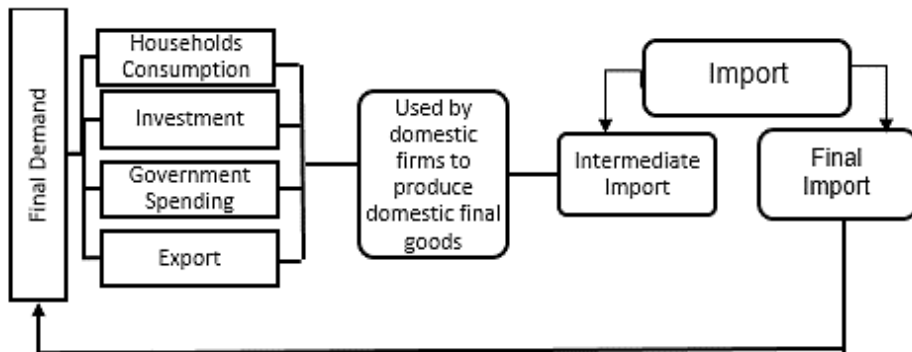 Final Demand
Households
Consumption
Investment
Government
Spending
Export
Used by
domestic
firms to
produce
domestic final
goods
Import
Intermediate
Import
Final
Import